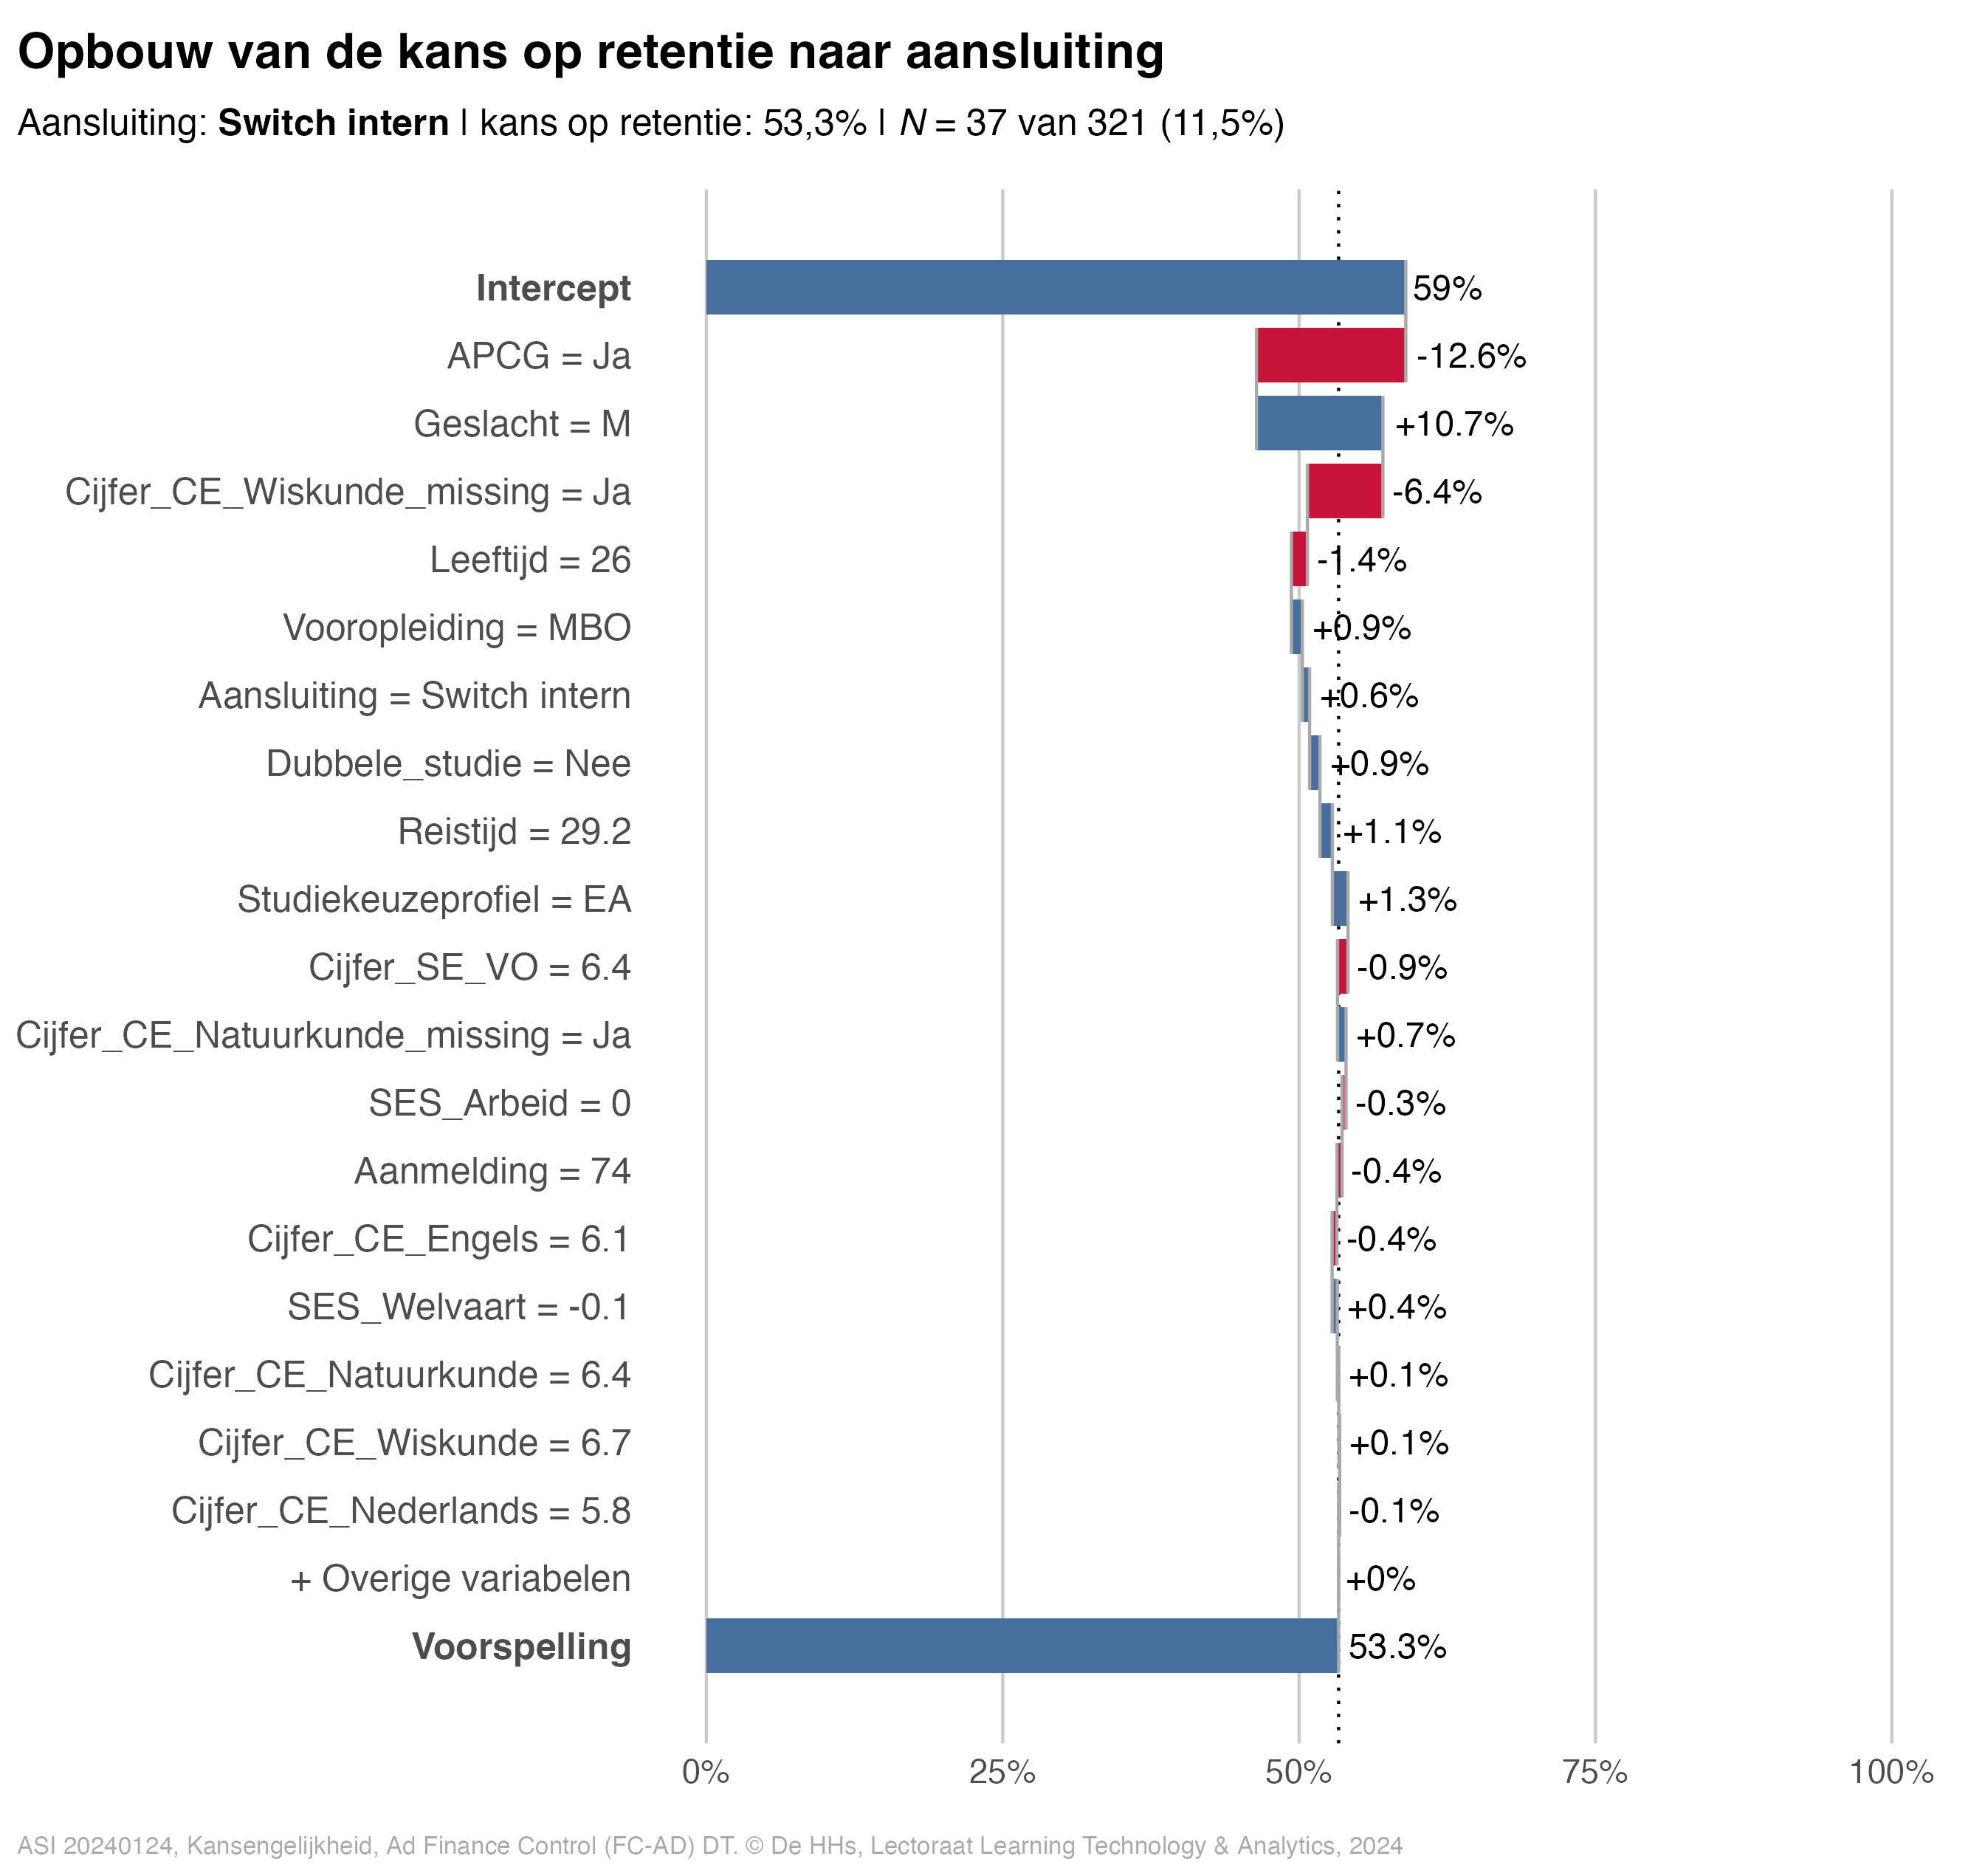 Opbouw van de kans op retentie naar aansluiting
Aansluiting: Switch intern | kans op retentie: 53,3% | N = 37 van 321 (11,5%)
Intercept 59%
APCG = Ja -12.6%
Geslacht = M +10.7%
Cijfer_CE_Wiskunde_missing = Ja -6.4%
Leeftijd = 26 -1.4%
Vooropleiding = MBO +0.9%
Aansluiting = Switch intern +0.6%
Dubbele_studie = Nee +0.9%
Reistijd = 29.2 +1.1%
Studiekeuzeprofiel = EA +1.3%
Cijfer_SE_VO = 6.4 -0.9%
Cijfer_CE_Natuurkunde_missing = Ja +0.7%
SES_Arbeid = 0 -0.3%
Aanmelding = 74 -0.4%
Cijfer_CE_Engels = 6.1 -0.4%
SES_Welvaart = -0.1 +0.4%
Cijfer_CE_Natuurkunde = 6.4 +0.1%
Cijfer_CE_Wiskunde = 6.7 +0.1%
Cijfer_CE_Nederlands = 5.8 -0.1%
+ Overige variabelen +0%
Voorspelling 53.3%
0% 25% 50% 75% 100%
ASI 20240124, Kansengelijkheid, Ad Finance Control (FC-AD) DT. © De HHs, Lectoraat Learning Technology & Analytics, 2024